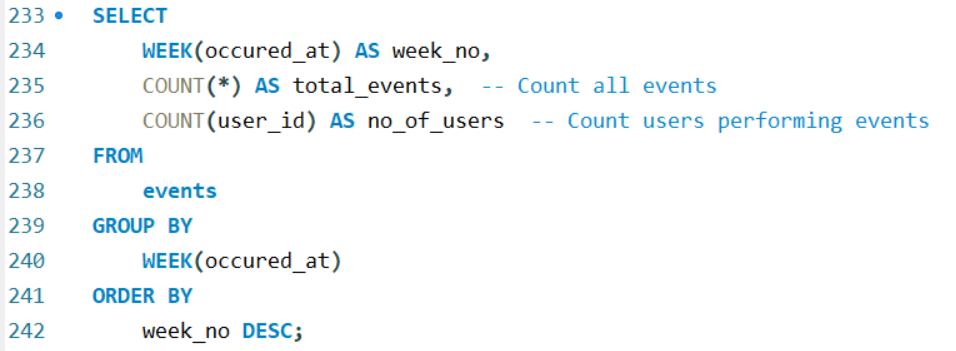 233 SELECT
234 WEEK(occured_at) AS week_no,
235 COUNT(*) AS total_events, -- Count all events
236 COUNT(user_id) AS no_of_users -- Count users performing events
237 FROM
238 events
239 GROUP BY
240 WEEK(occured_at)
241 ORDER BY
242 week_no DESC;